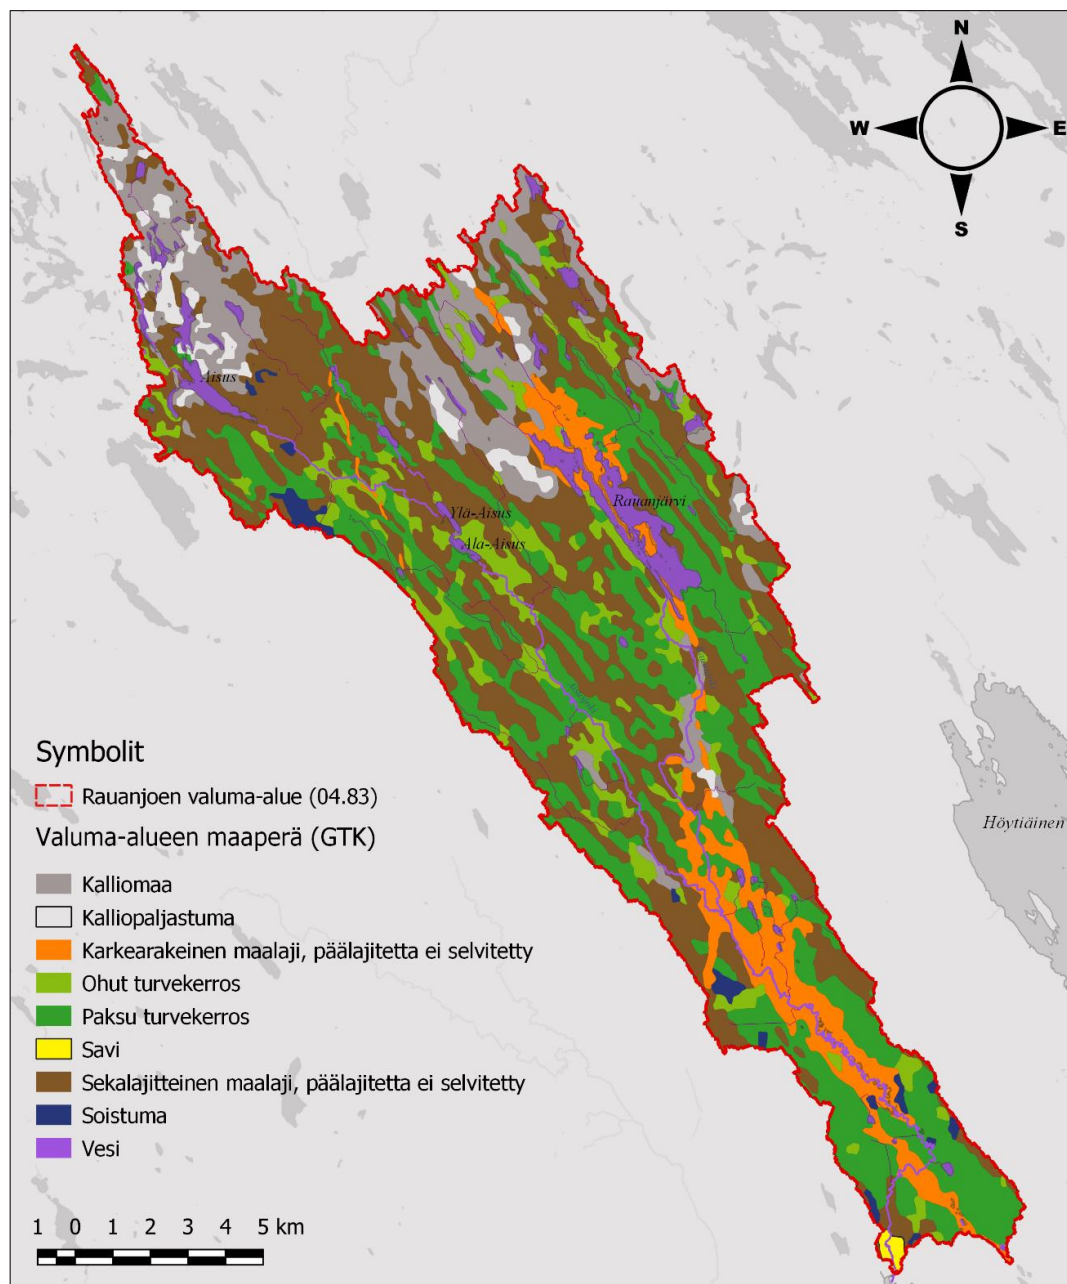 N
W
E
S
Aisus
Rauanjärvi
Ylä-Aisus
Ala-Aisus
Höytiäinen
Symbolit
Rauanjoen valuma-alue (04.83)
Valuma-alueen maaperä (GTK)
Kalliomaa
Kalliopaljastuma
Karkearakeinen maalaji, päälajitetta ei selvitetty
Ohut turvekerros
Paksu turvekerros
Savi
Sekalajitteinen maalaji, päälajitetta ei selvitetty
Soistuma
Vesi
1 0 1 2 3 4 5 km